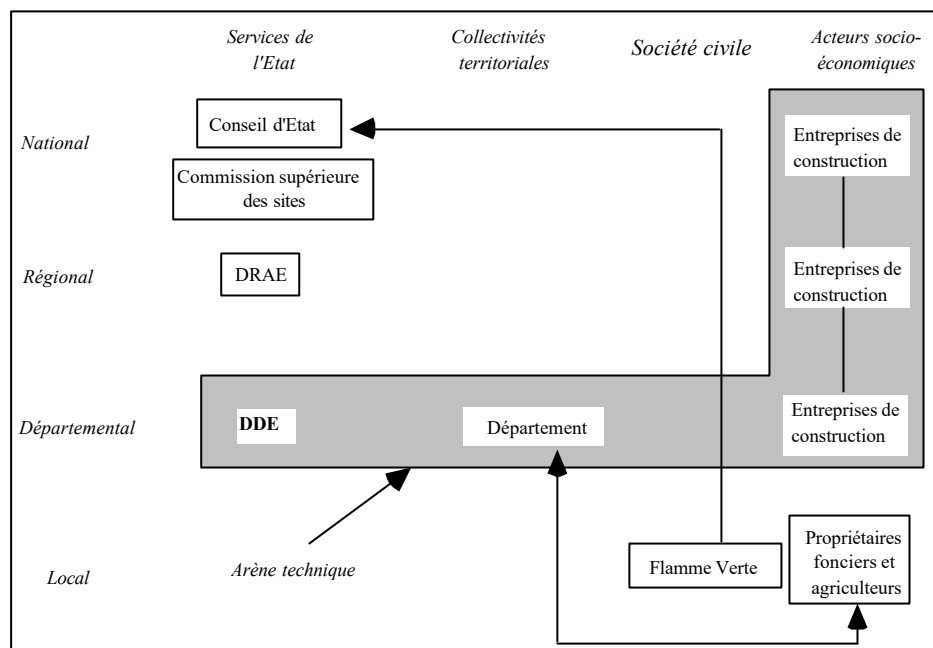 Services de
l'Etat
Collectivités
territoriales
Société civile
Acteurs socio-
économiques
National
Conseil d'Etat
Commission supérieure
des sites
Entreprises de
construction
Régional
DRAE
Entreprises de
construction
Départemental
DDE
Département
Entreprises de
construction
Local
Arène technique
Flamme Verte
Propriétaires
fonciers et
agriculteurs